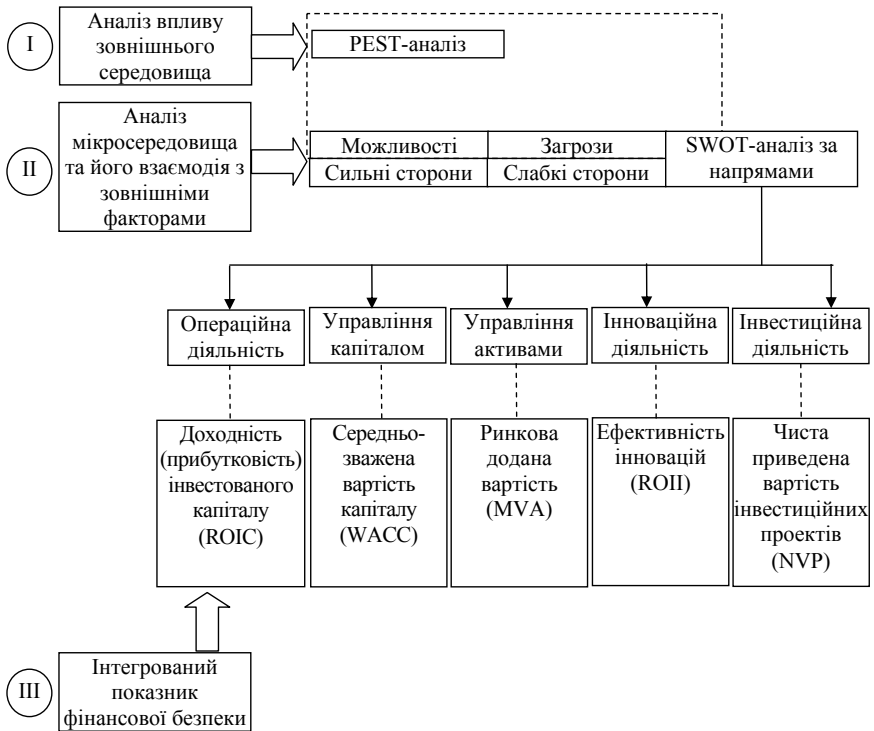 I
Аналіз впливу
зовнішнього
середовища
PEST-аналіз
II
Аналіз
мікросередовища
та його взаємодія з
зовнішніми
факторами
Можливості
Загрози
Сильні сторони
Слабкі сторони
SWOT-аналіз за
напрямами
Операційна
діяльність
Управління
капіталом
Управління
активами
Інноваційна
діяльність
Інвестиційна
діяльність
Доходність
(прибутковість)
інвестованого
капіталу
(ROIC)
Середньо-
зважена
вартість
капіталу
(WACC)
Ринкова
додана
вартість
(MVA)
Ефективність
інновацій
(ROII)
Чиста
приведена
вартість
інвестиційних
проектів
(NVP)
III
Інтегрований
показник
фінансової безпеки